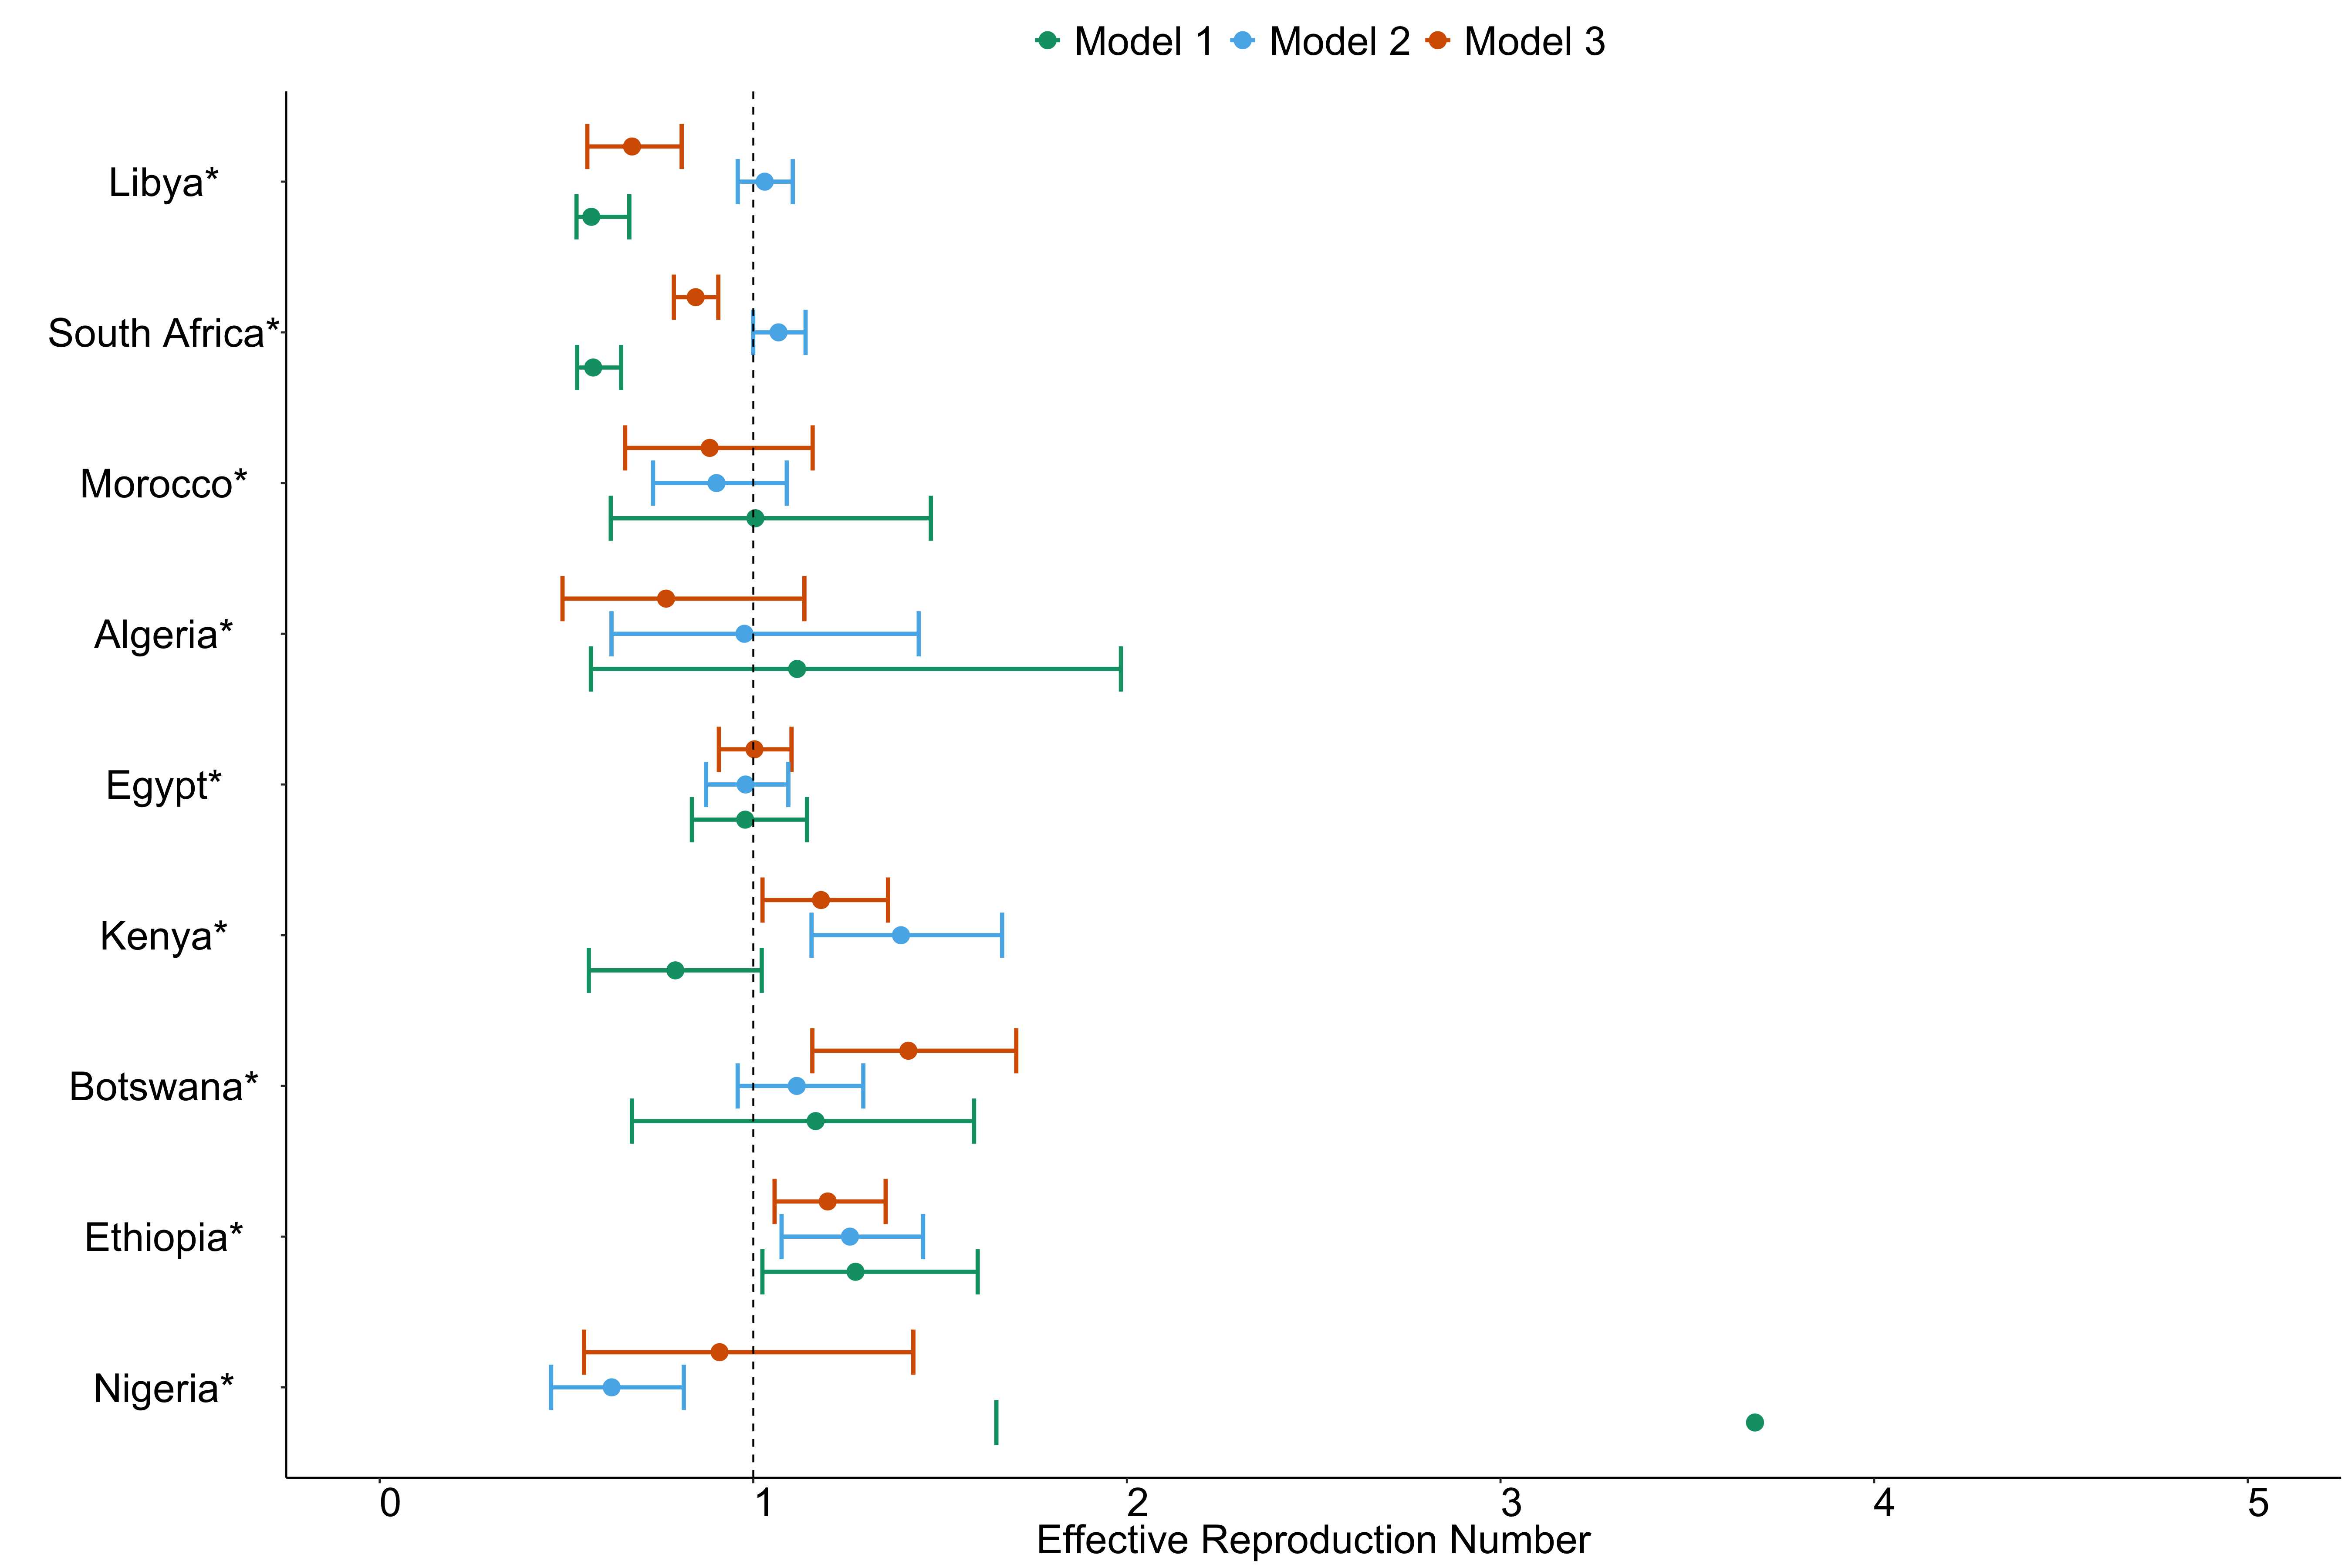 Model 1 Model 2 Model 3
Libya*
South Africa*
Morocco*
Algeria*
Egypt*
Kenya*
Botswana*
Ethiopia*
Nigeria*
0 1 2 3 4 5
Effective Reproduction Number